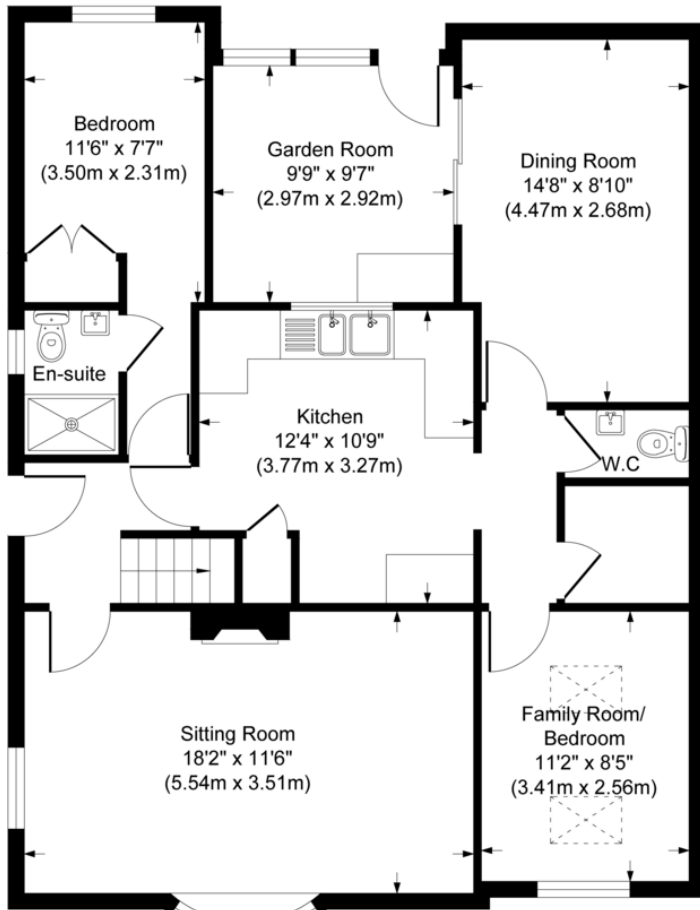 Bedroom
11'6" x 7'7"
(3.50m x 2.31m)
Garden Room
9'9" x 9'7"
(2.97m x 2.92m)
Dining Room
14'8" x 8'10"
(4.47m x 2.68m)
En-suite
Kitchen
12'4" x 10'9"
(3.77m x 3.27m)
W.C
Sitting Room
18'2" x 11'6"
(5.54m x 3.51m)
Family Room/
Bedroom
11'2" x 8'5"
(3.41m x 2.56m)